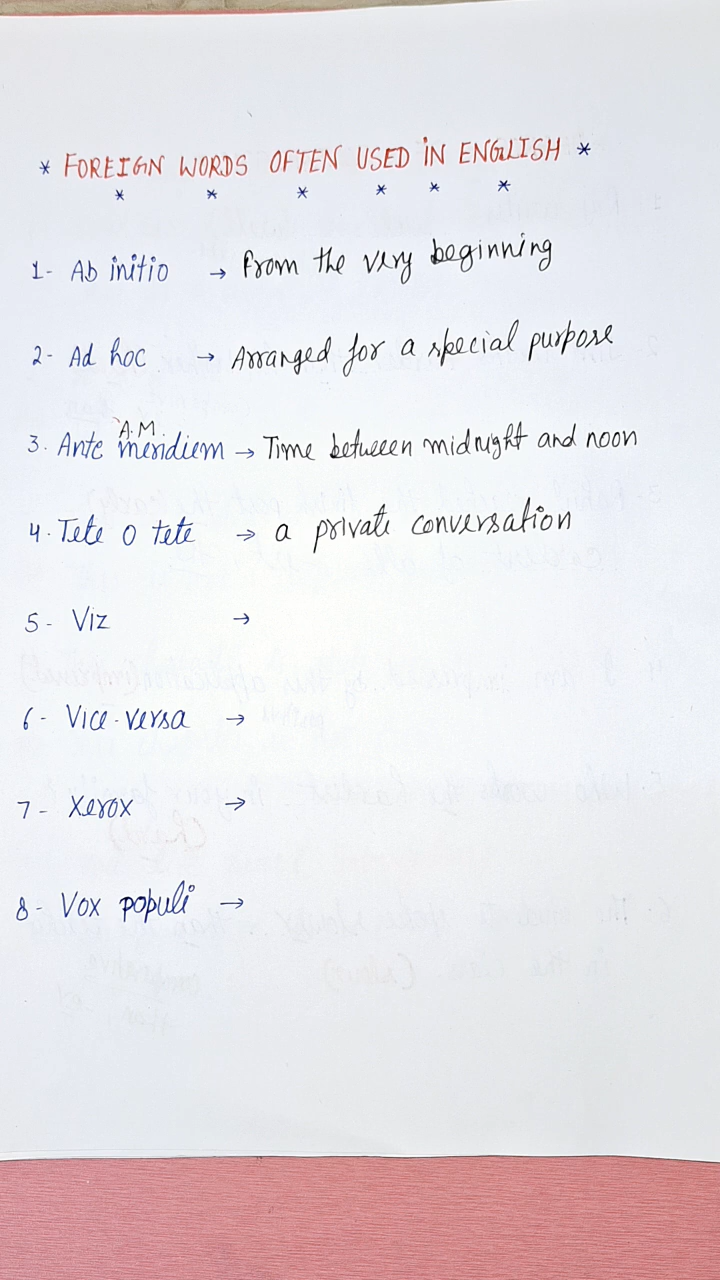 * FOREIGN WORDS OFTEN USED IN ENGLISH *
* * * * * *
1- Ab initio → From the very beginning
2- Ad hoc → Arranged for a special purpose
A.M.
3. Ante meridiem → Time between midnight and noon
4. Tete o tete → a private conversation
5- Viz →
6- Vice-versa →
7- Xerox →
8- Vox populi →